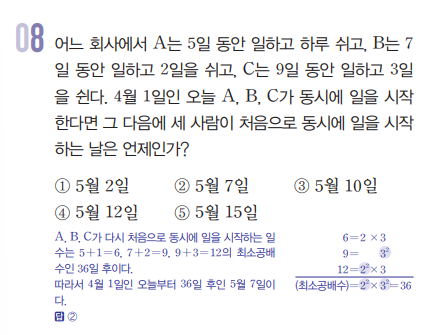 08 어느 회사에서 A는 5일 동안 일하고 하루 쉬고, B는 7
일 동안 일하고 2일을 쉬고, C는 9일 동안 일하고 3일
을 쉰다. 4월 1일인 오늘 A, B, C가 동시에 일을 시작
한다면 그 다음에 세 사람이 처음으로 동시에 일을 시작
하는 날은 언제인가?
① 5월 2일 ② 5월 7일 ③ 5월 10일
④ 5월 12일 ⑤ 5월 15일
A, B, C가 다시 처음으로 동시에 일을 시작하는 일
수는 5+1=6, 7+2=9, 9+3=12의 최소공배
수인 36일 후이다.
따라서 4월 1일인 오늘부터 36일 후인 5월 7일이
다.
답 ②
6=2 ×3
9= 3²
12=2²×3
(최소공배수)=2²×3²=36